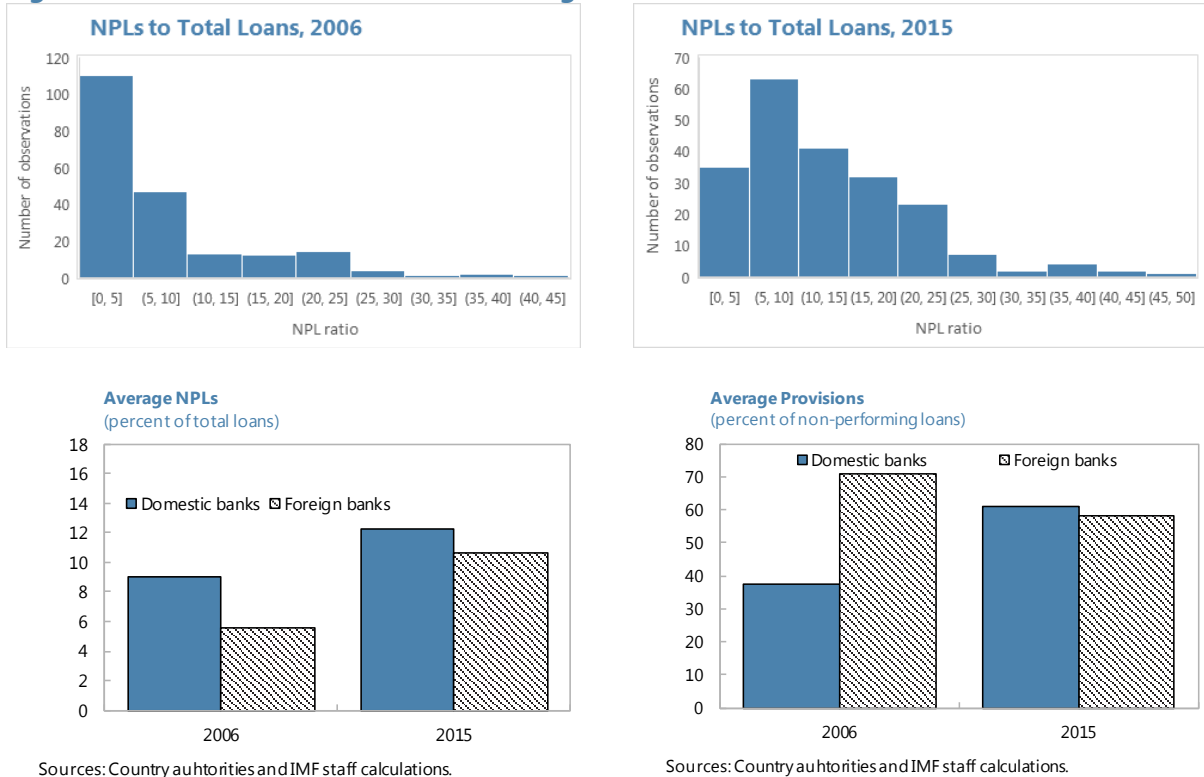 NPLs to Total Loans, 2006
Number of observations
120
100
80
60
40
20
0
[0, 5] (5, 10] (10, 15] (15, 20] (20, 25] (25, 30] (30, 35] (35, 40] (40, 45]
NPL ratio
NPLs to Total Loans, 2015
Number of observations
70
60
50
40
30
20
10
0
[0, 5] (5, 10] (10, 15] (15, 20] (20, 25] (25, 30] (30, 35] (35, 40] (40, 45] (45, 50]
NPL ratio
Average NPLs
(percent of total loans)
18
16
14
12
10
8
6
4
2
0
Domestic banks Foreign banks
2006 2015
Sources: Country auhtorities and IMF staff calculations.
Average Provisions
(percent of non-performing loans)
80
70
60
50
40
30
20
10
0
Domestic banks Foreign banks
2006 2015
Sources: Country auhtorities and IMF staff calculations.